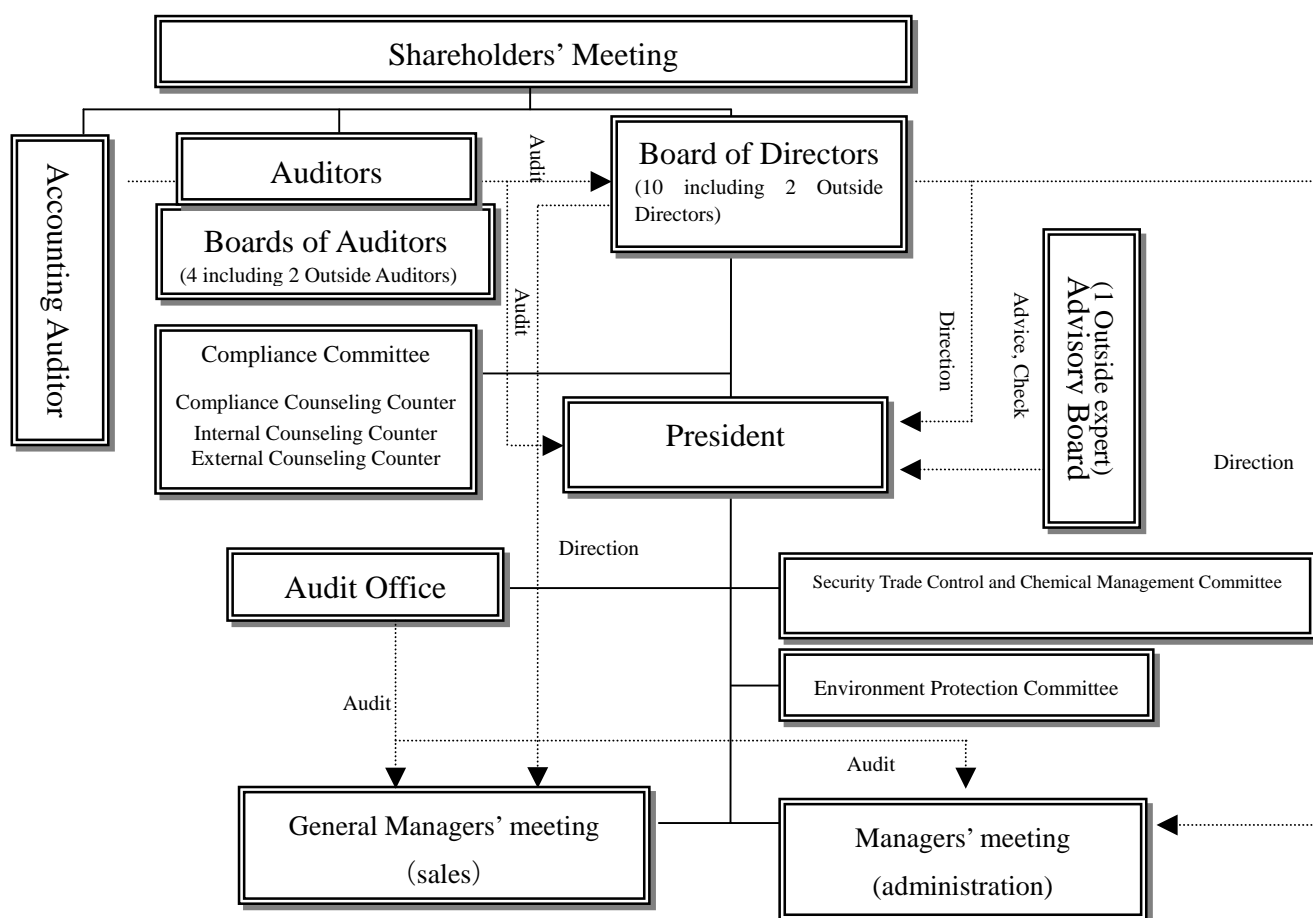 Shareholders’ Meeting
Accounting Auditor
Auditors
Audit
Board of Directors
(10 including 2 Outside
Directors)
Boards of Auditors
(4 including 2 Outside Auditors)
Audit
Direction
Advice, Check
(1 Outside expert)
Advisory Board
Compliance Committee
Compliance Counseling Counter
Internal Counseling Counter
External Counseling Counter
President
Direction
Direction
Audit Office
Security Trade Control and Chemical Management Committee
Environment Protection Committee
Audit
Audit
General Managers’ meeting
（sales）
Managers’ meeting
(administration)